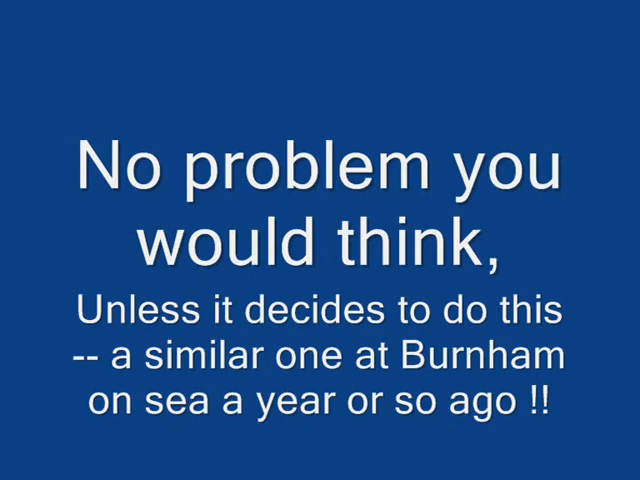 No problem you
would think,
Unless it decides to do this
-- a similar one at Burnham
on sea a year or so ago !!